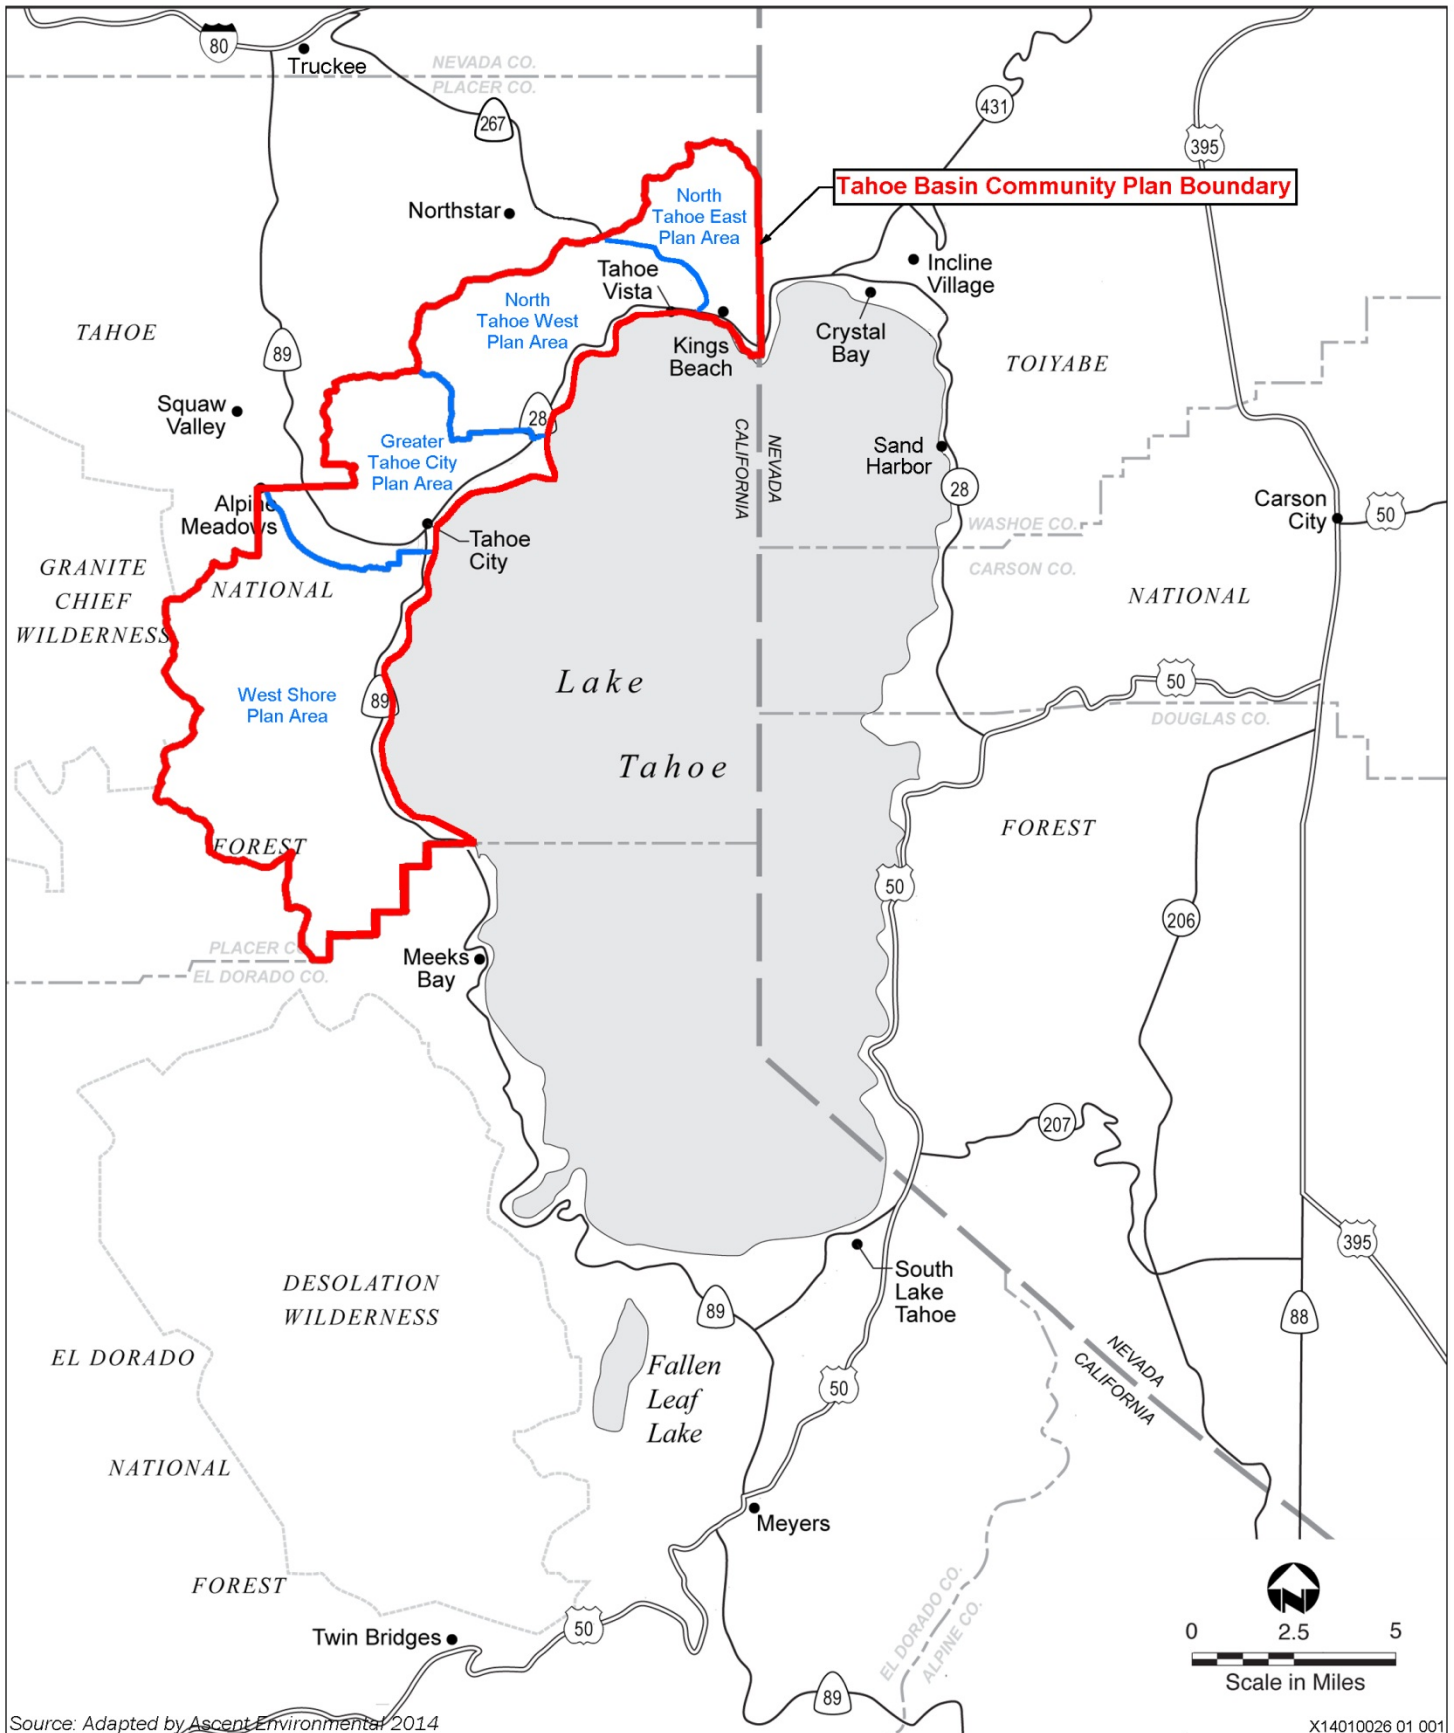 80
Truckee
NEVADA CO.
PLACER CO.
267
431
395
Tahoe Basin Community Plan Boundary
North
Tahoe East
Plan Area
Northstar
Incline
Village
Tahoe
Vista
North
Tahoe West
Plan Area
Kings
Beach
Crystal
Bay
TAHOE
89
TOIYABE
Squaw
Valley
28
Greater
Tahoe City
Plan Area
CALIFORNIA
NEVADA
Sand
Harbor
28
Alpine
Meadows
Carson
City
50
WASHOE CO.
CARSON CO.
Tahoe
City
GRANITE
CHIEF
WILDERNESS
NATIONAL
NATIONAL
Lake
Tahoe
50
DOUGLAS CO.
West Shore
Plan Area
89
FOREST
FOREST
50
206
PLACER CO.
EL DORADO CO.
Meeks
Bay
207
395
DESOLATION
WILDERNESS
South
Lake
Tahoe
89
88
EL DORADO
Fallen
Leaf
Lake
50
NEVADA
CALIFORNIA
NATIONAL
Meyers
FOREST
EL DORADO CO.
ALPINE CO.
Twin Bridges
50
89
N
0 2.5 5
Scale in Miles
Source: Adapted by Ascent Environmental 2014
X14010026 01 001